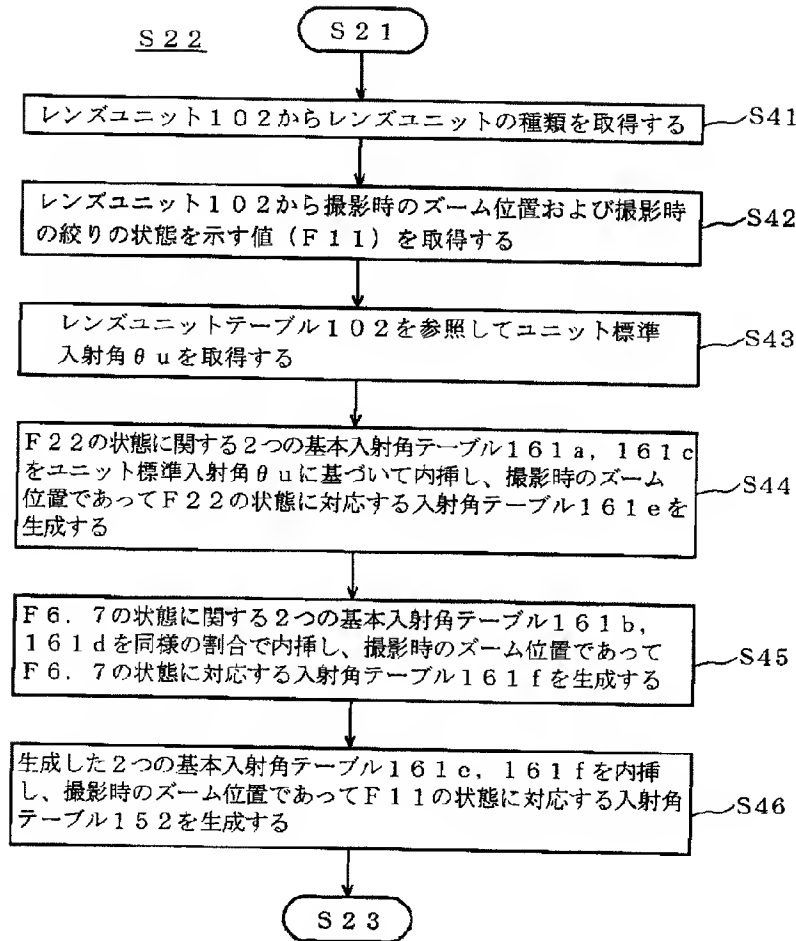 S22
S21
レンズユニット102からレンズユニットの種類を取得する
S41
レンズユニット102から撮影時のズーム位置および撮影時
の絞りの状態を示す値(F11)を取得する
S42
レンズユニットテーブル102を参照してユニット標準
入射角θuを取得する
S43
F22の状態に関する2つの基本入射角テーブル161a,161c
をユニット標準入射角θuに基づいて内挿し、撮影時のズーム
位置であってF22の状態に対応する入射角テーブル161eを
生成する
S44
F6.7の状態に関する2つの基本入射角テーブル161b,
161dを同様の割合で内挿し、撮影時のズーム位置であって
F6.7の状態に対応する入射角テーブル161fを生成する
S45
生成した2つの基本入射角テーブル161e,161fを内挿
し、撮影時のズーム位置であってF11の状態に対応する入射角
テーブル152を生成する
S46
S23